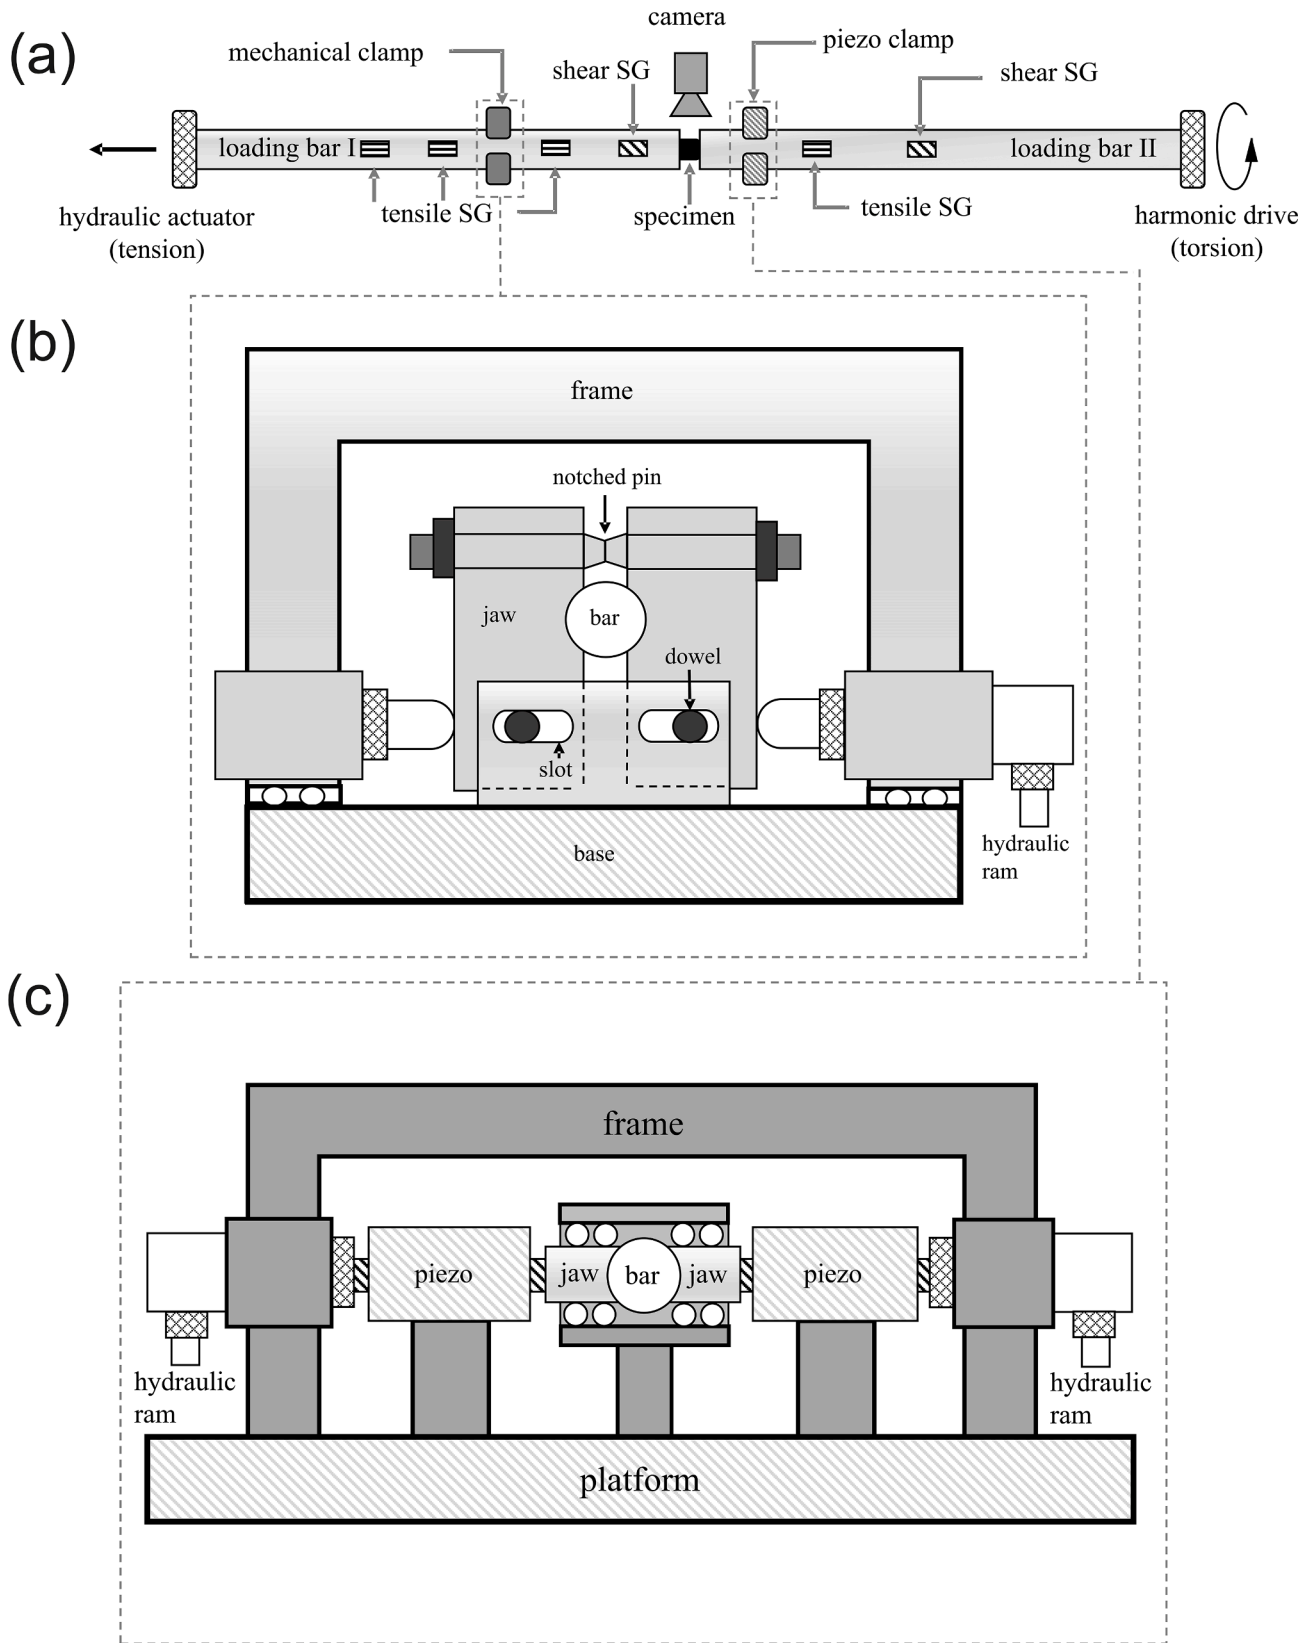 (a)
camera
mechanical clamp
piezo clamp
shear SG
shear SG
loading bar I
loading bar II
hydraulic actuator
(tension)
tensile SG
specimen
tensile SG
harmonic drive
(torsion)
(b)
frame
notched pin
jaw
bar
dowel
slot
base
hydraulic
ram
(c)
frame
piezo
jaw
bar
jaw
piezo
hydraulic
ram
hydraulic
ram
platform